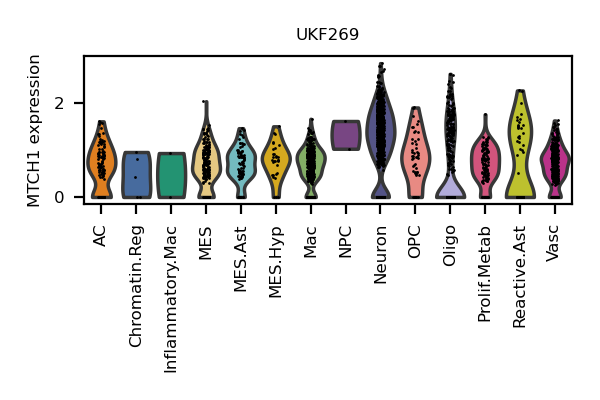 UKF269
MTCH1 expression
2
0
AC
Chromatin.Reg
Inflammatory.Mac
MES
MES.Ast
MES.Hyp
Mac
NPC
Neuron
OPC
Oligo
Prolif.Metab
Reactive.Ast
Vasc